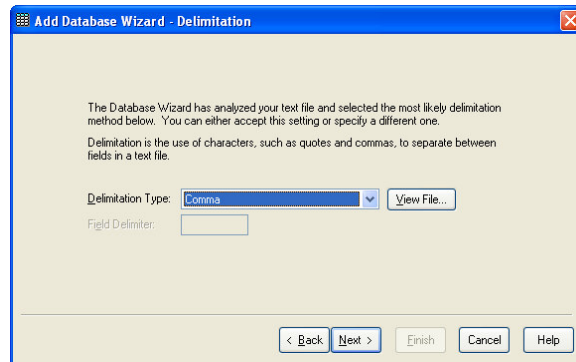 Add Database Wizard - Delimitation
The Database Wizard has analyzed your text file and selected the most likely delimitation
method below. You can either accept this setting or specify a different one.
Delimitation is the use of characters, such as quotes and commas, to separate between
fields in a text file.
Delimitation Type: Comma View File...
Field Delimiter:
< Back Next > Finish Cancel Help